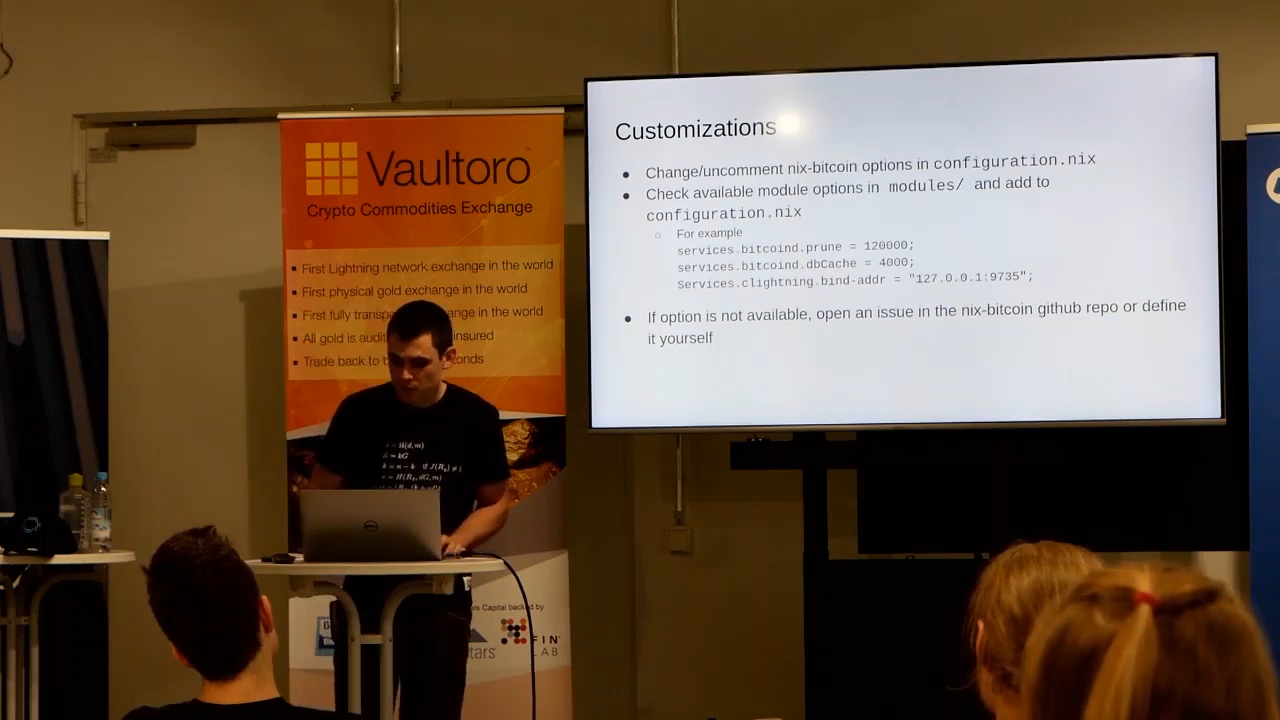 Vaultoro
Crypto Commodities Exchange
▪ First Lightning network exchange in the world
▪ First physical gold exchange in the world
▪ First fully ange in the world
▪ All gold is insured
▪ Trade back to
Capital backed by
FIN
LAB
DELL
Customizations
● Change/uncomment nix-bitcoin options in configuration.nix
● Check available module options in modules/ and add to
configuration.nix
○ For example
services.bitcoind.prune = 120000;
services.bitcoind.dbCache = 4000;
Services.clightning.bind-addr = "127.0.0.1:9735";
● If option is not available, open an issue in the nix-bitcoin github repo or define
it yourself